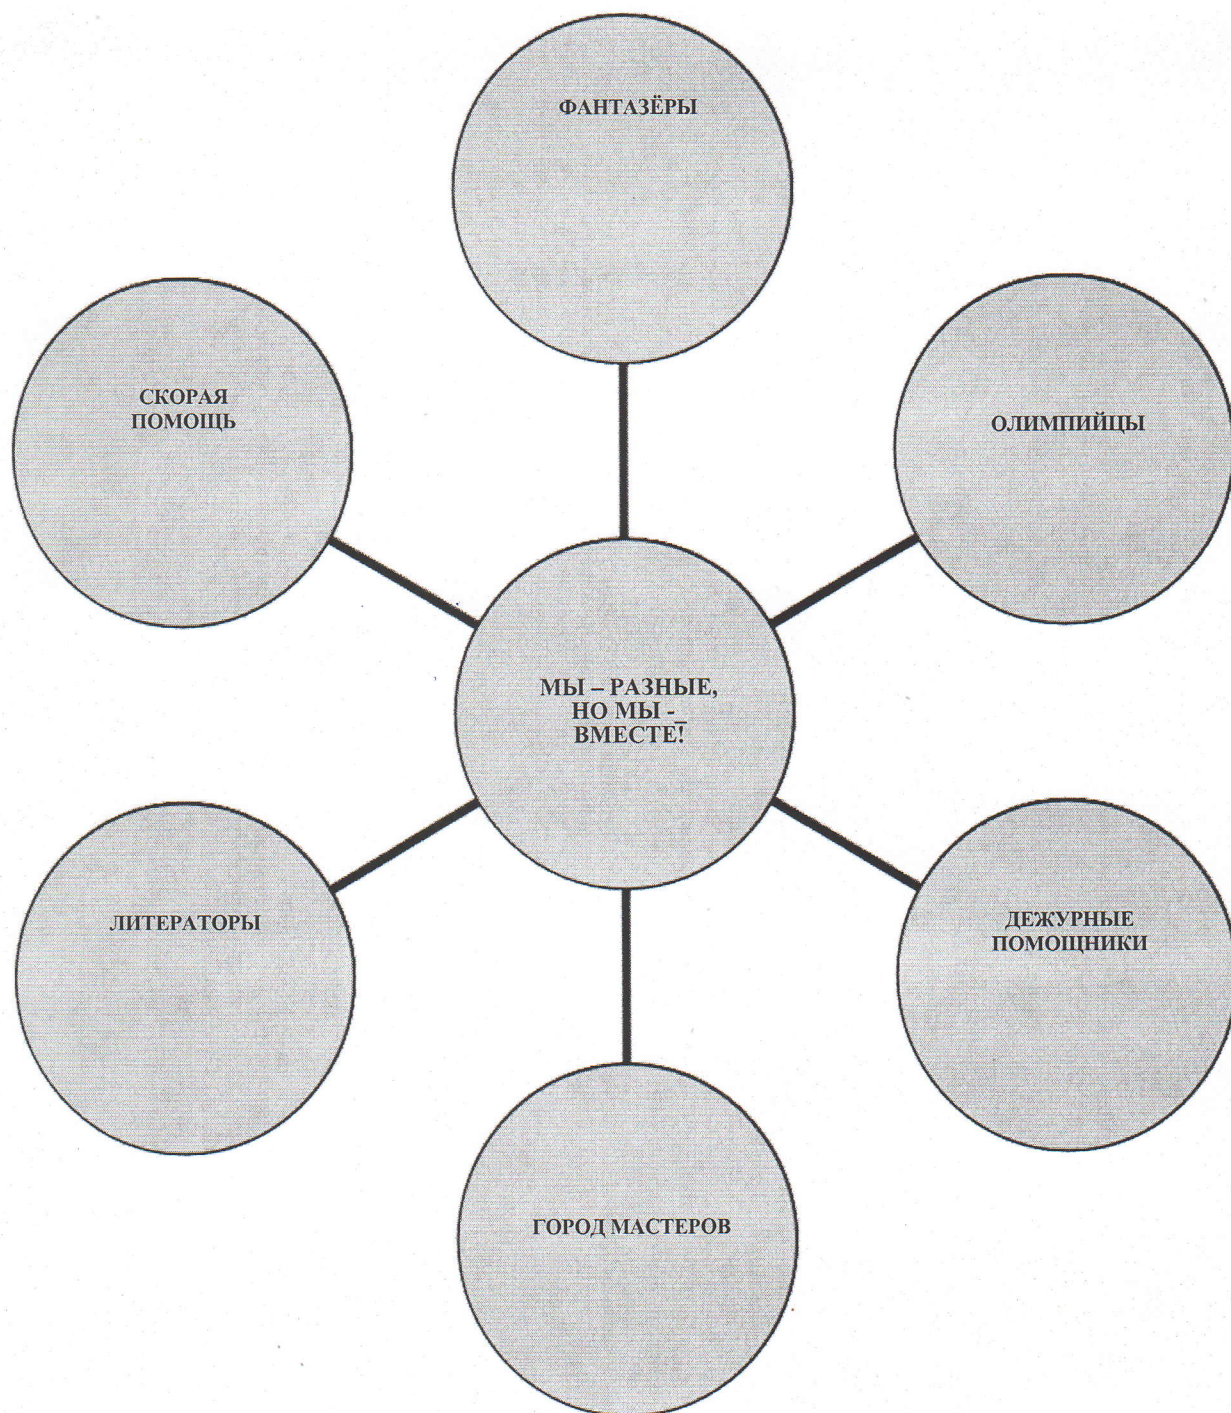 ФАНТАЗЁРЫ
СКОРАЯ
ПОМОЩЬ
ОЛИМПИЙЦЫ
МЫ – РАЗНЫЕ,
НО МЫ -
ВМЕСТЕ!
ЛИТЕРАТОРЫ
ДЕЖУРНЫЕ
ПОМОЩНИКИ
ГОРОД МАСТЕРОВ